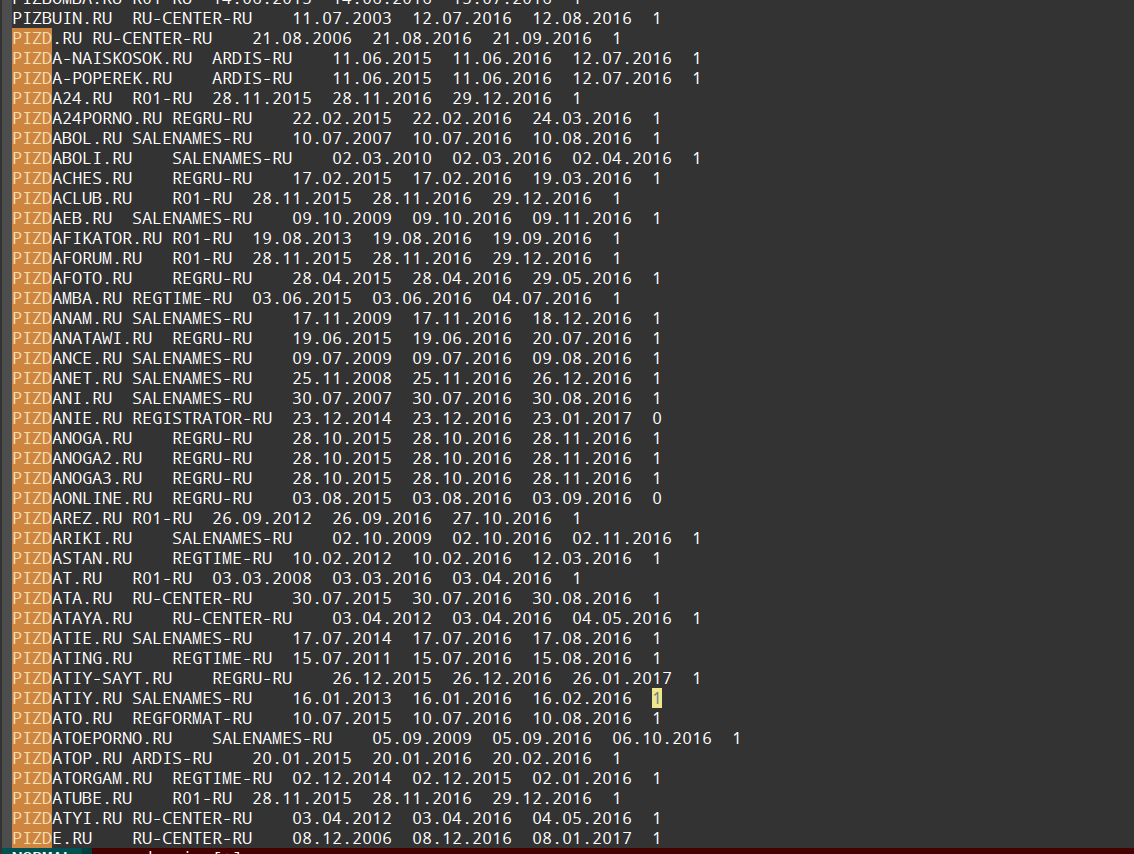 PIZBOMBA.RU R01-RU 14.06.2015 14.06.2016 15.07.2016 1
PIZBUIN.RU RU-CENTER-RU 11.07.2003 12.07.2016 12.08.2016 1
PIZD.RU RU-CENTER-RU 21.08.2006 21.08.2016 21.09.2016 1
PIZDA-NAISKOSOK.RU ARDIS-RU 11.06.2015 11.06.2016 12.07.2016 1
PIZDA-POPEREK.RU ARDIS-RU 11.06.2015 11.06.2016 12.07.2016 1
PIZDA24.RU R01-RU 28.11.2015 28.11.2016 29.12.2016 1
PIZDA24PORNO.RU REGRU-RU 22.02.2015 22.02.2016 24.03.2016 1
PIZDABOL.RU SALENAMES-RU 10.07.2007 10.07.2016 10.08.2016 1
PIZDABOLI.RU SALENAMES-RU 02.03.2010 02.03.2016 02.04.2016 1
PIZDACHES.RU REGRU-RU 17.02.2015 17.02.2016 19.03.2016 1
PIZDACLUB.RU R01-RU 28.11.2015 28.11.2016 29.12.2016 1
PIZDAEB.RU SALENAMES-RU 09.10.2009 09.10.2016 09.11.2016 1
PIZDAFIKATOR.RU R01-RU 19.08.2013 19.08.2016 19.09.2016 1
PIZDAFORUM.RU R01-RU 28.11.2015 28.11.2016 29.12.2016 1
PIZDAFOTO.RU REGRU-RU 28.04.2015 28.04.2016 29.05.2016 1
PIZDAMBA.RU REGTIME-RU 03.06.2015 03.06.2016 04.07.2016 1
PIZDANAM.RU SALENAMES-RU 17.11.2009 17.11.2016 18.12.2016 1
PIZDANATAWI.RU REGRU-RU 19.06.2015 19.06.2016 20.07.2016 1
PIZDANCE.RU SALENAMES-RU 09.07.2009 09.07.2016 09.08.2016 1
PIZDANET.RU SALENAMES-RU 25.11.2008 25.11.2016 26.12.2016 1
PIZDANI.RU SALENAMES-RU 30.07.2007 30.07.2016 30.08.2016 1
PIZDANIE.RU REGISTRATOR-RU 23.12.2014 23.12.2016 23.01.2017 0
PIZDANOGA.RU REGRU-RU 28.10.2015 28.10.2016 28.11.2016 1
PIZDANOGA2.RU REGRU-RU 28.10.2015 28.10.2016 28.11.2016 1
PIZDANOGA3.RU REGRU-RU 28.10.2015 28.10.2016 28.11.2016 1
PIZDAONLINE.RU REGRU-RU 03.08.2015 03.08.2016 03.09.2016 0
PIZDAREZ.RU R01-RU 26.09.2012 26.09.2016 27.10.2016 1
PIZDARIKI.RU SALENAMES-RU 02.10.2009 02.10.2016 02.11.2016 1
PIZDASTAN.RU REGTIME-RU 10.02.2012 10.02.2016 12.03.2016 1
PIZDAT.RU R01-RU 03.03.2008 03.03.2016 03.04.2016 1
PIZDATA.RU RU-CENTER-RU 30.07.2015 30.07.2016 30.08.2016 1
PIZDATAYA.RU RU-CENTER-RU 03.04.2012 03.04.2016 04.05.2016 1
PIZDATIE.RU SALENAMES-RU 17.07.2014 17.07.2016 17.08.2016 1
PIZDATING.RU REGTIME-RU 15.07.2011 15.07.2016 15.08.2016 1
PIZDATIY-SAYT.RU REGRU-RU 26.12.2015 26.12.2016 26.01.2017 1
PIZDATIY.RU SALENAMES-RU 16.01.2013 16.01.2016 16.02.2016 1
PIZDATO.RU REGFORMAT-RU 10.07.2015 10.07.2016 10.08.2016 1
PIZDATOEPORNO.RU SALENAMES-RU 05.09.2009 05.09.2016 06.10.2016 1
PIZDATOP.RU ARDIS-RU 20.01.2015 20.01.2016 20.02.2016 1
PIZDATORGAM.RU REGTIME-RU 02.12.2014 02.12.2015 02.01.2016 1
PIZDATUBE.RU R01-RU 28.11.2015 28.11.2016 29.12.2016 1
PIZDATYI.RU RU-CENTER-RU 03.04.2012 03.04.2016 04.05.2016 1
PIZDE.RU RU-CENTER-RU 08.12.2006 08.12.2016 08.01.2017 1
NORMAL